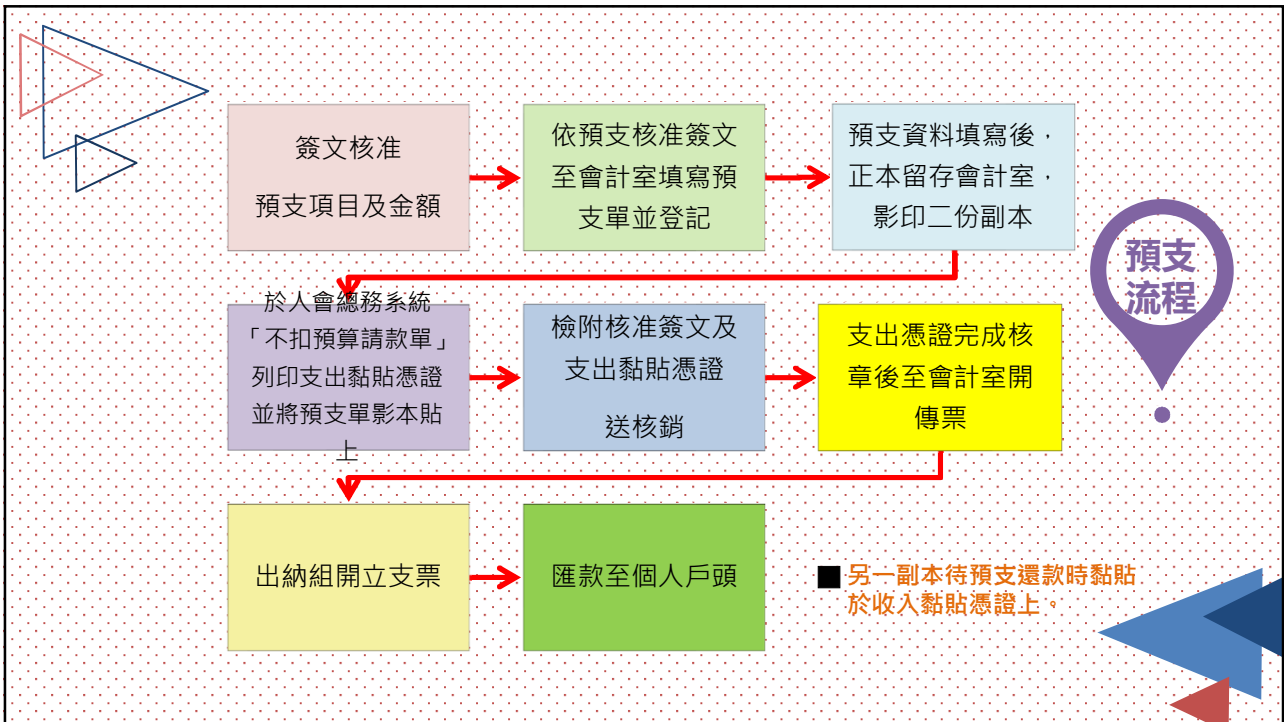 簽文核准
預支項目及金額
依預支核准簽文
至會計室填寫預
支單並登記
預支資料填寫後，
正本留存會計室，
影印二份副本
預支
流程
於人會總務系統
「不扣預算請款單」
列印支出黏貼憑證
並將預支單影本貼
上
檢附核准簽文及
支出黏貼憑證
送核銷
支出憑證完成核
章後至會計室開
傳票
出納組開立支票
匯款至個人戶頭
■ 另一副本待預支還款時黏貼
於收入黏貼憑證上。